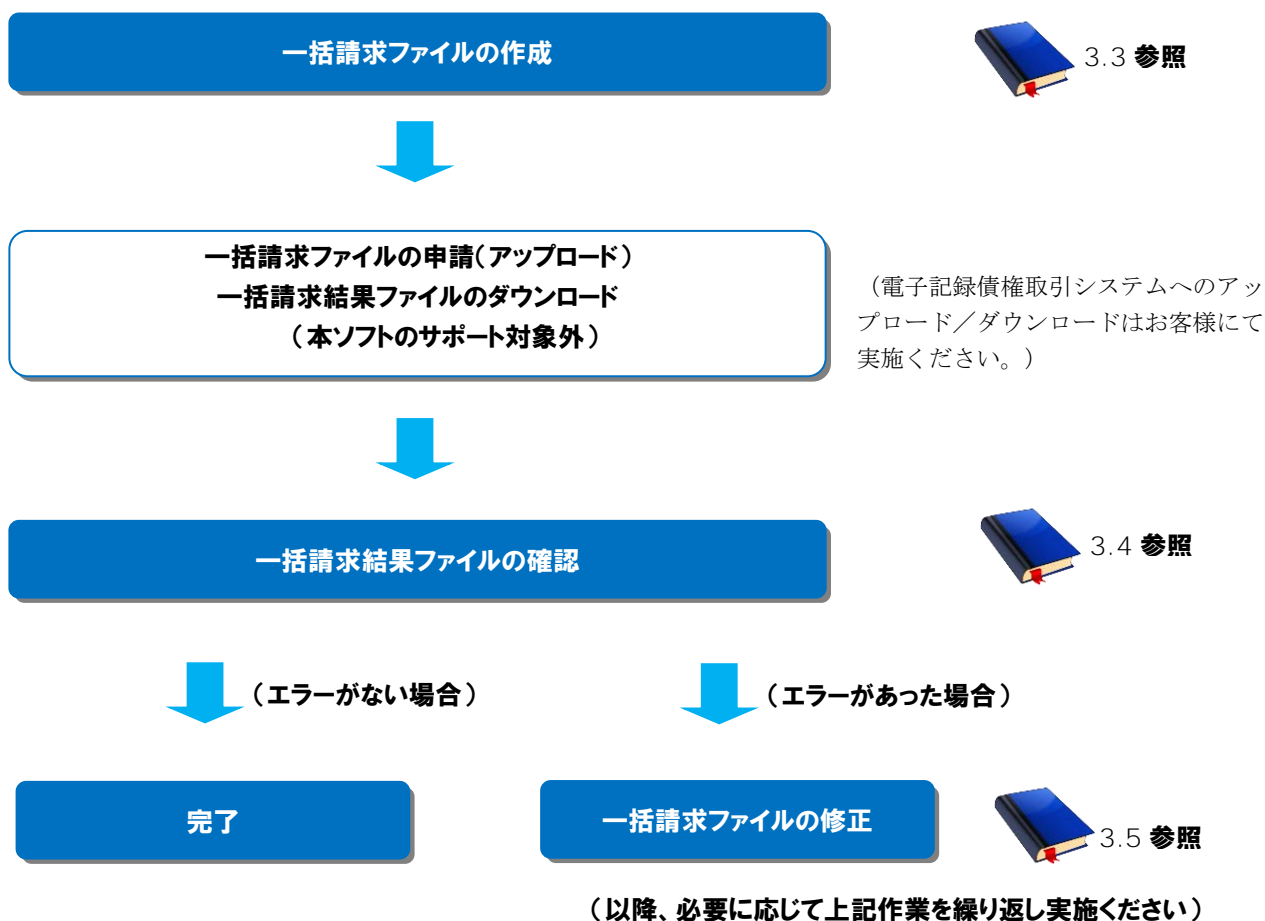 一括請求ファイルの作成
3.3 参照
一括請求ファイルの申請(アップロード)
一括請求結果ファイルのダウンロード
(本ソフトのサポート対象外)
(電子記録債権取引システムへのアッ
プロード/ダウンロードはお客様にて
実施ください。)
一括請求結果ファイルの確認
3.4 参照
(エラーがない場合)
(エラーがあった場合)
完了
一括請求ファイルの修正
3.5 参照
(以降、必要に応じて上記作業を繰り返し実施ください)